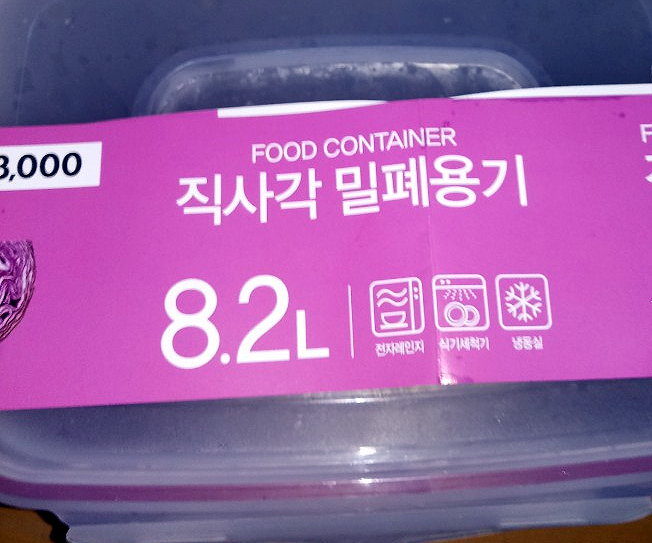 3,000
FOOD CONTAINER
직사각 밀폐용기
8.2L
전자레인지 식기세척기 냉동실